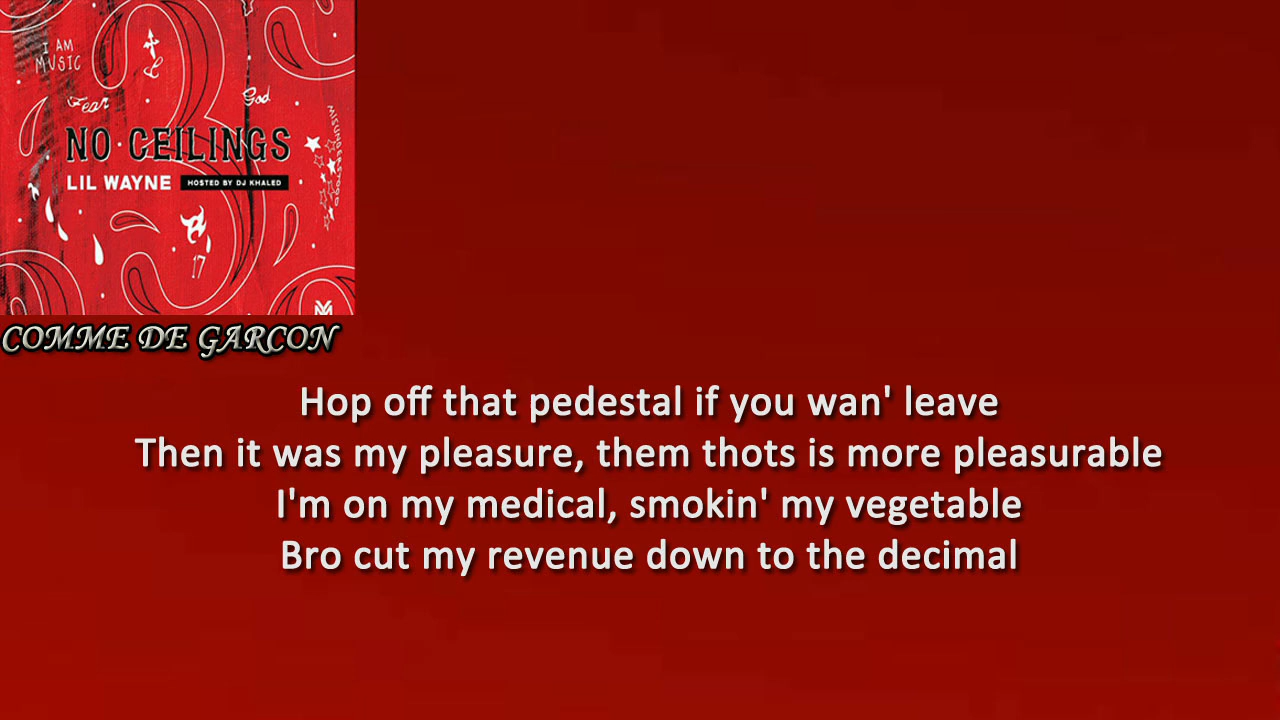 I AM
MUSIC
Fear
God
NO CEILINGS
LIL WAYNE
HOSTED BY DJ KHALED
MISUNDERSTOOD
17
YM
COMME DE GARCON
Hop off that pedestal if you wan' leave
Then it was my pleasure, them thots is more pleasurable
I'm on my medical, smokin' my vegetable
Bro cut my revenue down to the decimal